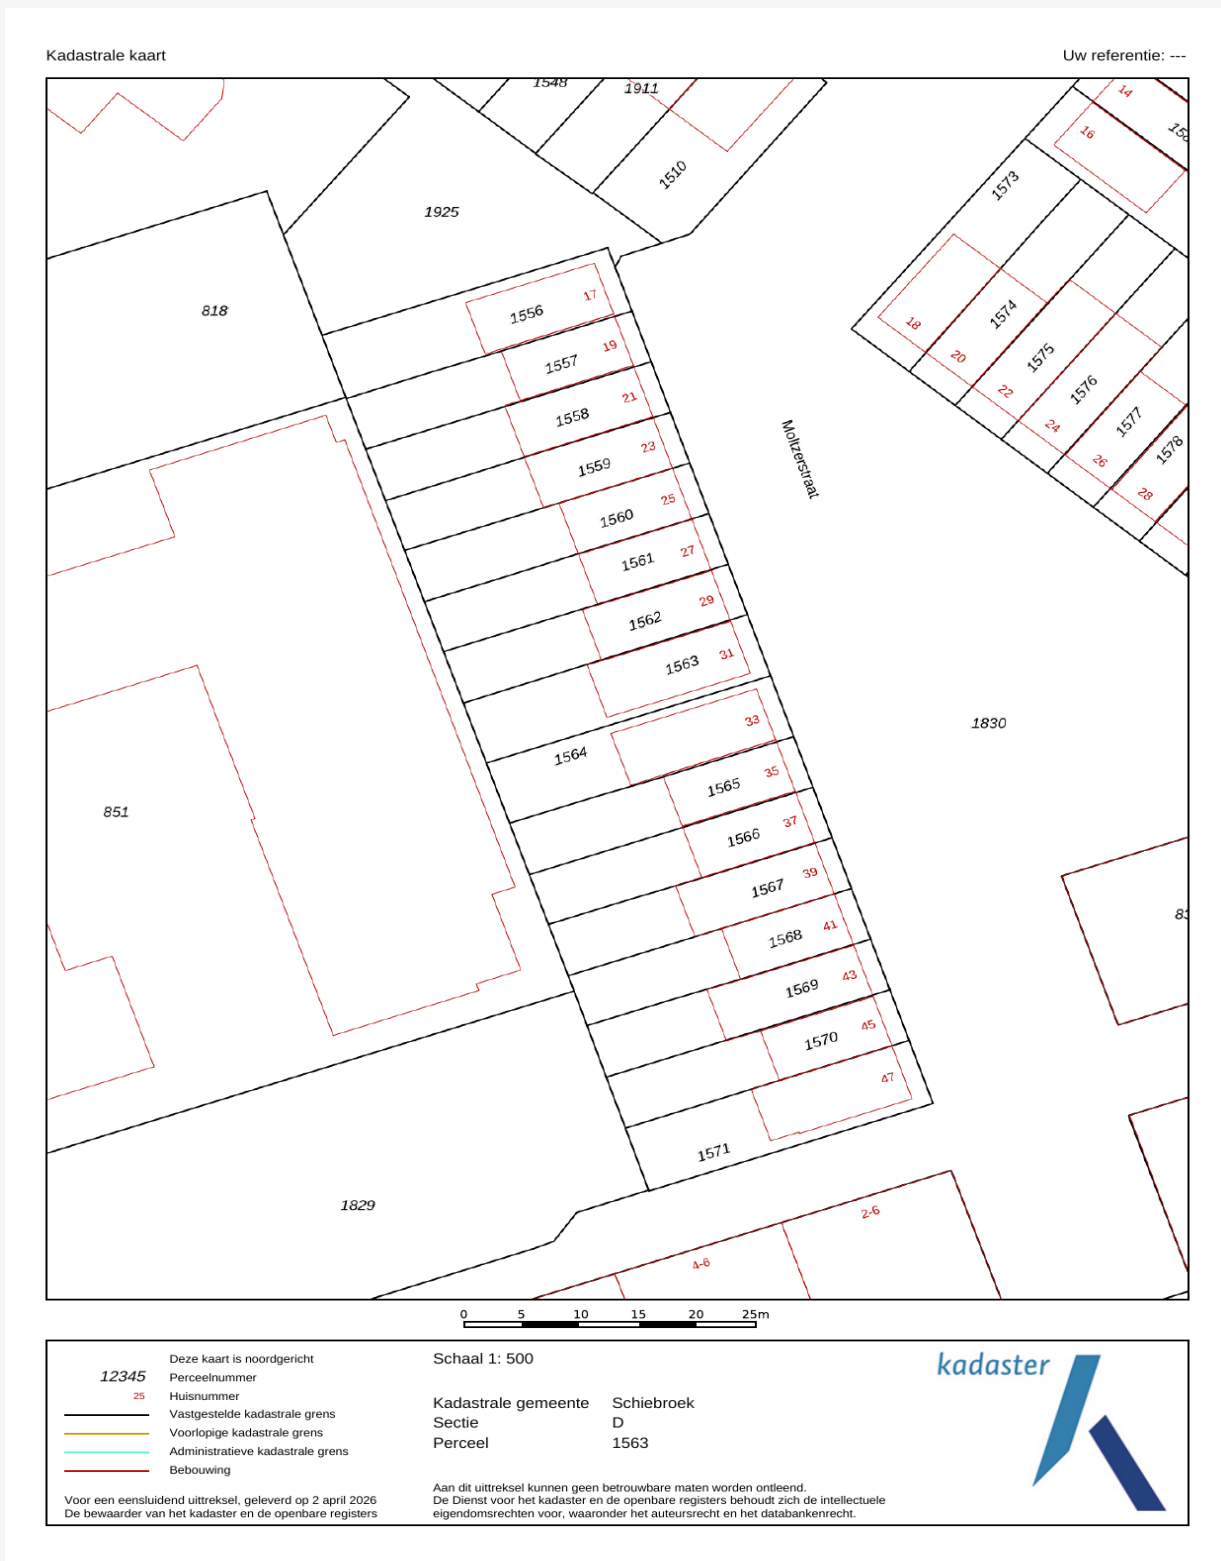 Kadastrale kaart
Uw referentie: ---
1548
1911
14
16
1510
1573
1925
818
1556
17
1557
19
1558
21
1559
23
1560
25
1561
27
1562
29
1563
31
1564
33
1565
35
1566
37
1567
39
1568
41
1569
43
1570
45
1571
47
18
1574
20
1575
22
1576
24
1577
26
1578
28
Moltzerstraat
1830
851
1829
2-6
4-6
0 5 10 15 20 25m
Deze kaart is noordgericht
12345 Perceelnummer
25 Huisnummer
Vastgestelde kadastrale grens
Voorlopige kadastrale grens
Administratieve kadastrale grens
Bebouwing
Voor een eensluidend uittreksel, geleverd op 2 april 2026
De bewaarder van het kadaster en de openbare registers
Schaal 1: 500
Kadastrale gemeente Schiebroek
Sectie D
Perceel 1563
Aan dit uittreksel kunnen geen betrouwbare maten worden ontleend.
De Dienst voor het kadaster en de openbare registers behoudt zich de intellectuele
eigendomsrechten voor, waaronder het auteursrecht en het databankenrecht.
kadaster